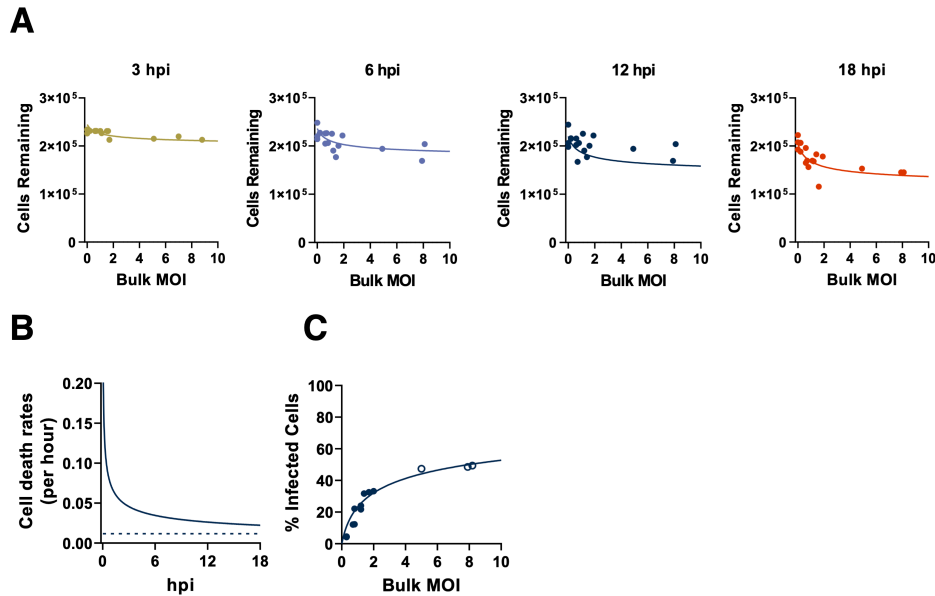 A
3 hpi
6 hpi
12 hpi
18 hpi
Cells Remaining
3×10⁵
2×10⁵
1×10⁵
0
0 2 4 6 8 10
Bulk MOI
Cells Remaining
3×10⁵
2×10⁵
1×10⁵
0
0 2 4 6 8 10
Bulk MOI
Cells Remaining
3×10⁵
2×10⁵
1×10⁵
0
0 2 4 6 8 10
Bulk MOI
Cells Remaining
3×10⁵
2×10⁵
1×10⁵
0
0 2 4 6 8 10
Bulk MOI
B
Cell death rates
(per hour)
0.20
0.15
0.10
0.05
0.00
0 6 12 18
hpi
C
% Infected Cells
100
80
60
40
20
0
0 2 4 6 8 10
Bulk MOI